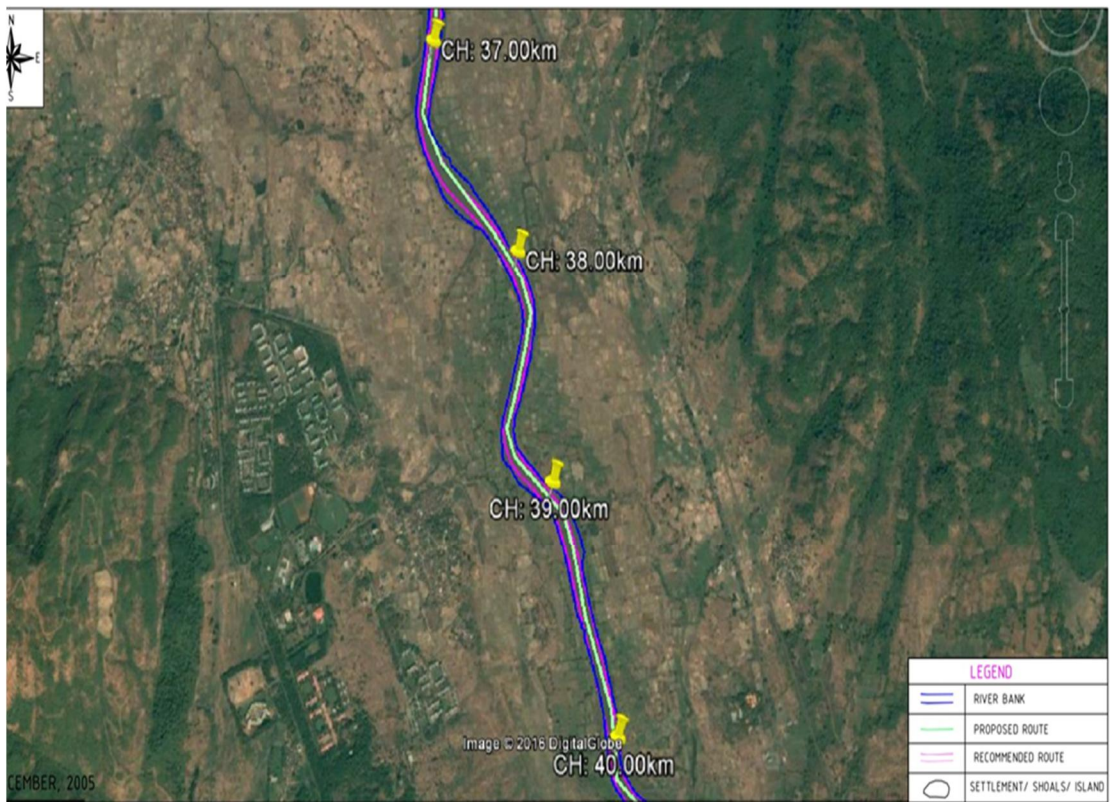 N
E
S
CH: 37.00km
CH: 38.00km
CH: 39.00km
Image © 2016 DigitalGlobe
CH: 40.00km
CEMBER, 2005
LEGEND
RIVER BANK
PROPOSED ROUTE
RECOMMENDED ROUTE
SETTLEMENT/ SHOALS/ ISLAND